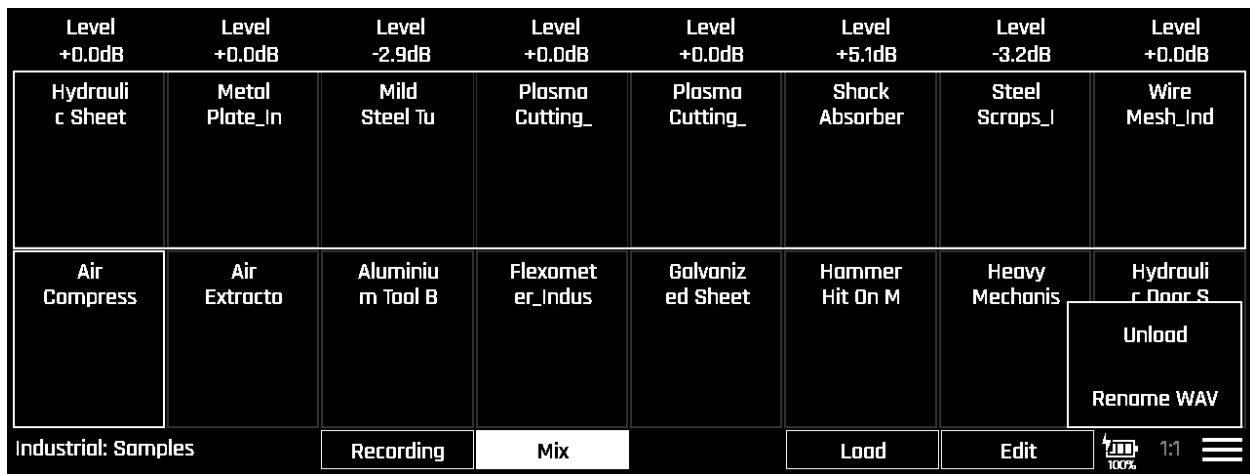 Level Level Level Level Level Level Level Level
+0.0dB +0.0dB -2.9dB +0.0dB +0.0dB +5.1dB -3.2dB +0.0dB
Hydrauli Metal Mild Plasma Plasma Shock Steel Wire
c Sheet Plate_In Steel Tu Cutting_ Cutting_ Absorber Scraps_I Mesh_Ind
Air Air Aluminiu Flexomet Galvaniz Hammer Heavy Hydrauli
Compress Extracto m Tool B er_Indus ed Sheet Hit On M Mechanis c Door S
Unload
Rename WAV
Industrial: Samples Recording Mix Load Edit 1:1
100%